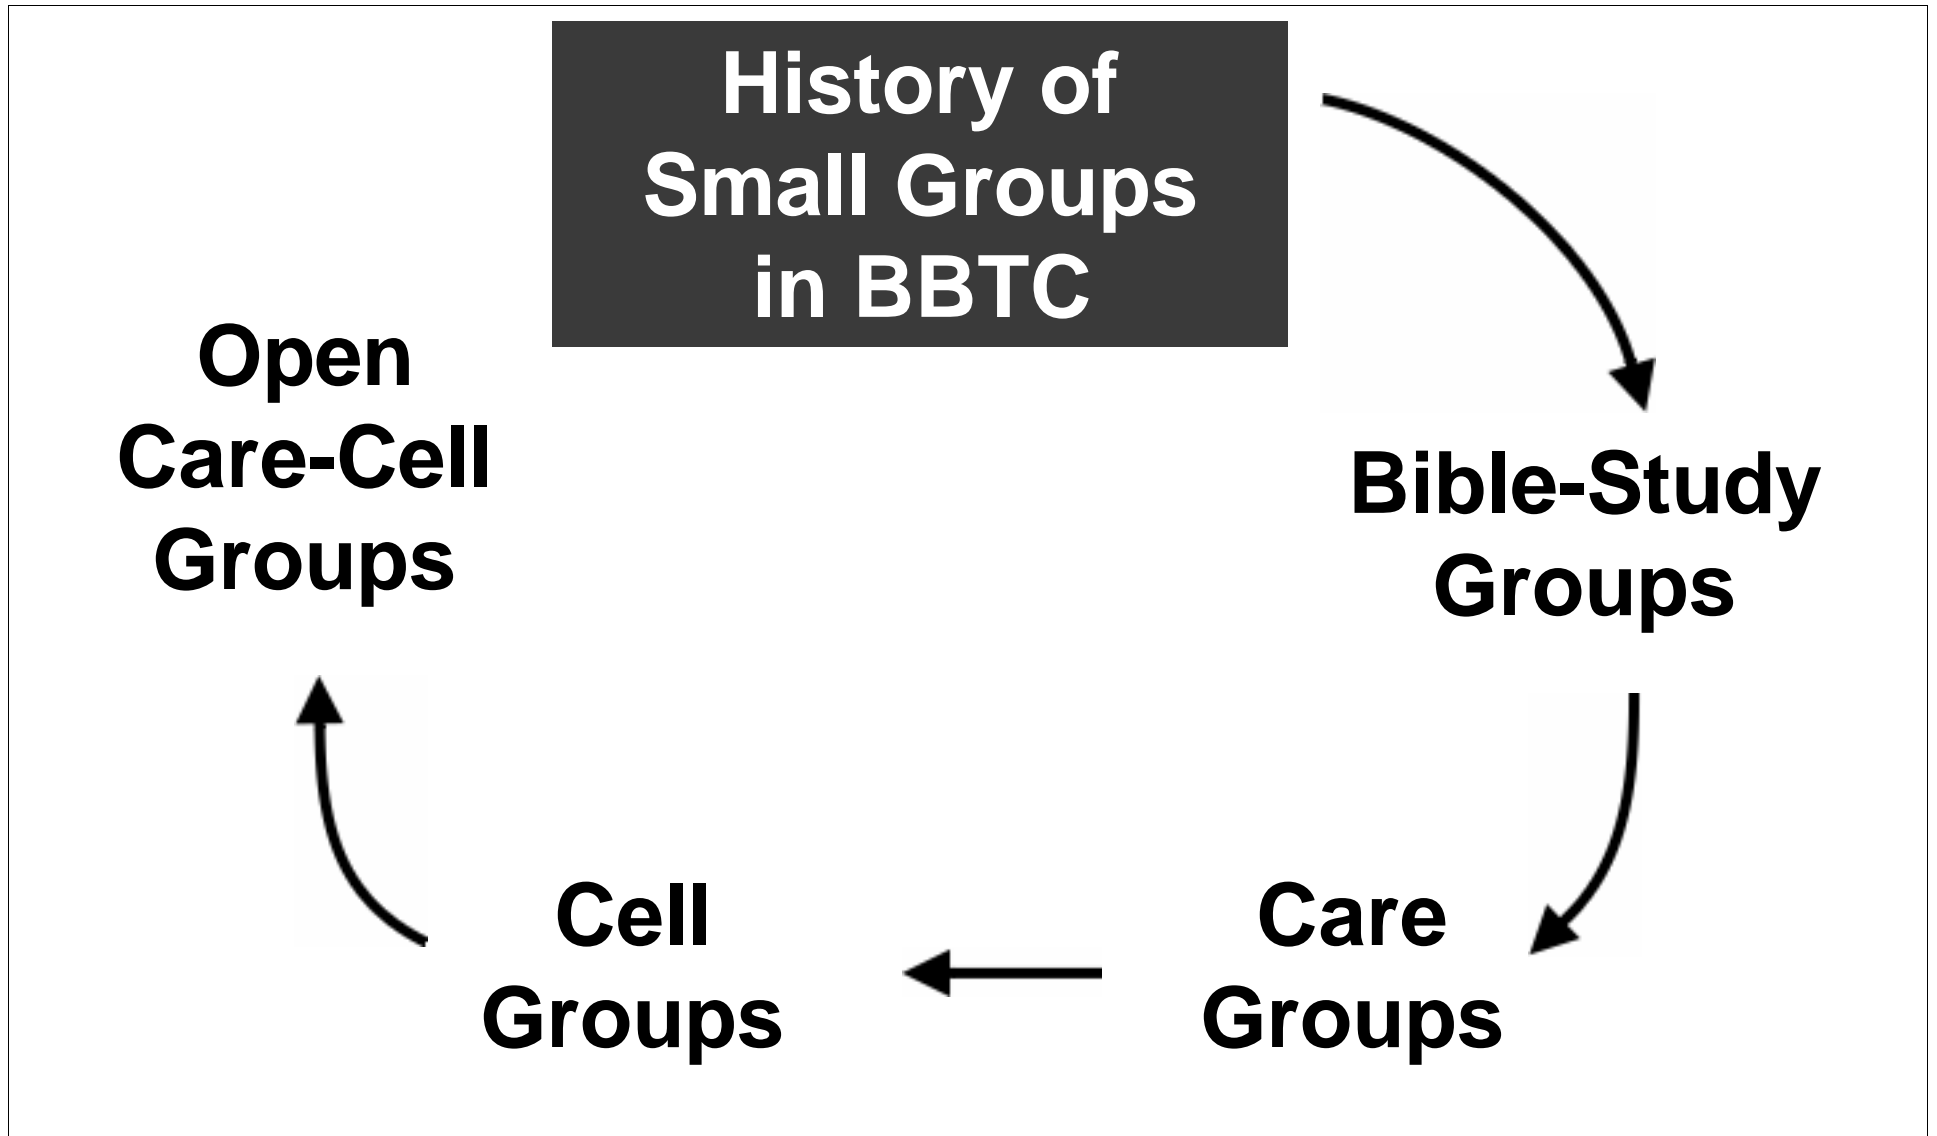 History of
Small Groups
in BBTC
Bible-Study
Groups
Care
Groups
Cell
Groups
Open
Care-Cell
Groups